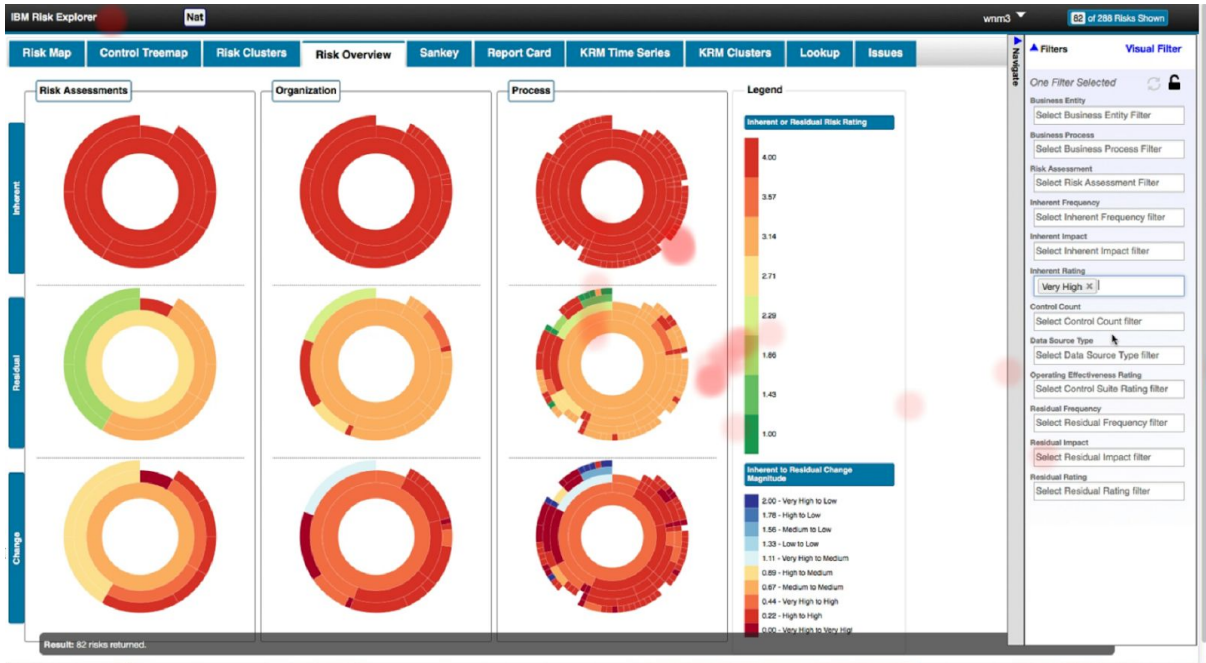 IBM Risk Explorer
Nat
wnm3
82 of 288 Risks Shown
Risk Map
Control Treemap
Risk Clusters
Risk Overview
Sankey
Report Card
KRM Time Series
KRM Clusters
Lookup
Issues
Navigate
Filters
Visual Filter
Risk Assessments
Organization
Process
Legend
Inherent
Residual
Change
Inherent or Residual Risk Rating
4.00
3.57
3.14
2.71
2.29
1.86
1.43
1.00
Inherent to Residual Change
Magnitude
2.00 - Very High to Low
1.78 - High to Low
1.56 - Medium to Low
1.33 - Low to Low
1.11 - Very High to Medium
0.89 - High to Medium
0.67 - Medium to Medium
0.44 - Very High to High
0.22 - High to High
0.00 - Very High to Very High
One Filter Selected
Business Entity
Select Business Entity Filter
Business Process
Select Business Process Filter
Risk Assessment
Select Risk Assessment Filter
Inherent Frequency
Select Inherent Frequency filter
Inherent Impact
Select Inherent Impact filter
Inherent Rating
Very High ×
Control Count
Select Control Count filter
Data Source Type
Select Data Source Type filter
Operating Effectiveness Rating
Select Control Suite Rating filter
Residual Frequency
Select Residual Frequency filter
Residual Impact
Select Residual Impact filter
Residual Rating
Select Residual Rating filter
Result: 82 risks returned.